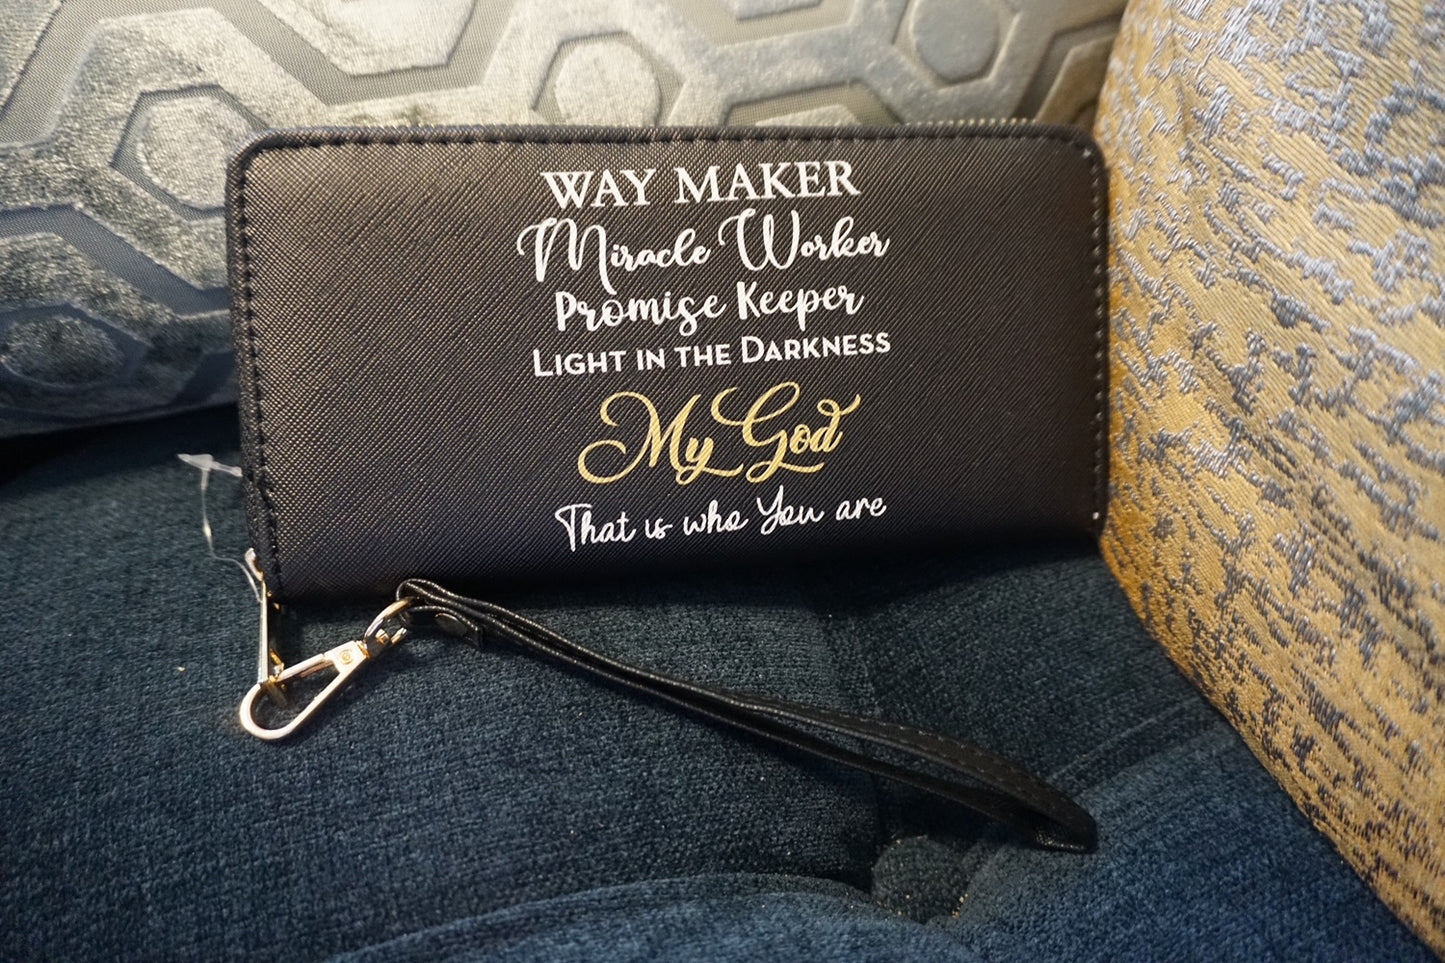 WAY MAKER
Miracle Worker
Promise Keeper
LIGHT IN THE DARKNESS
My God
That is who You are